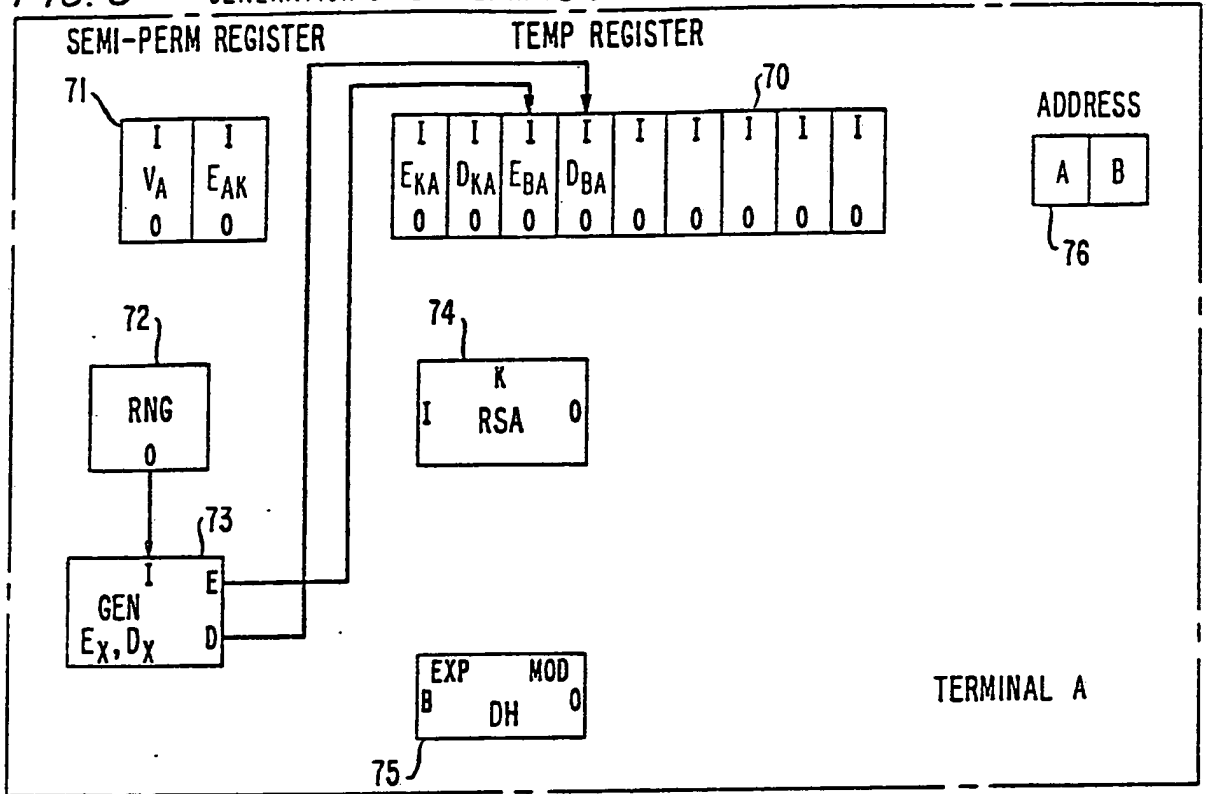 SEMI-PERM REGISTER TEMP REGISTER
71 70 ADDRESS
I I I I I I I I I I I
V_A E_AK E_KA D_KA E_BA D_BA A B
0 0 0 0 0 0 0 0 0 0 0
76
72 74
RNG K
0 I RSA 0
73
I E
GEN
E_X, D_X D
EXP MOD
B DH 0
TERMINAL A
75